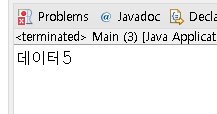 Problems @ Javadoc Decla
<terminated> Main (3) [Java Applicat
데이터5